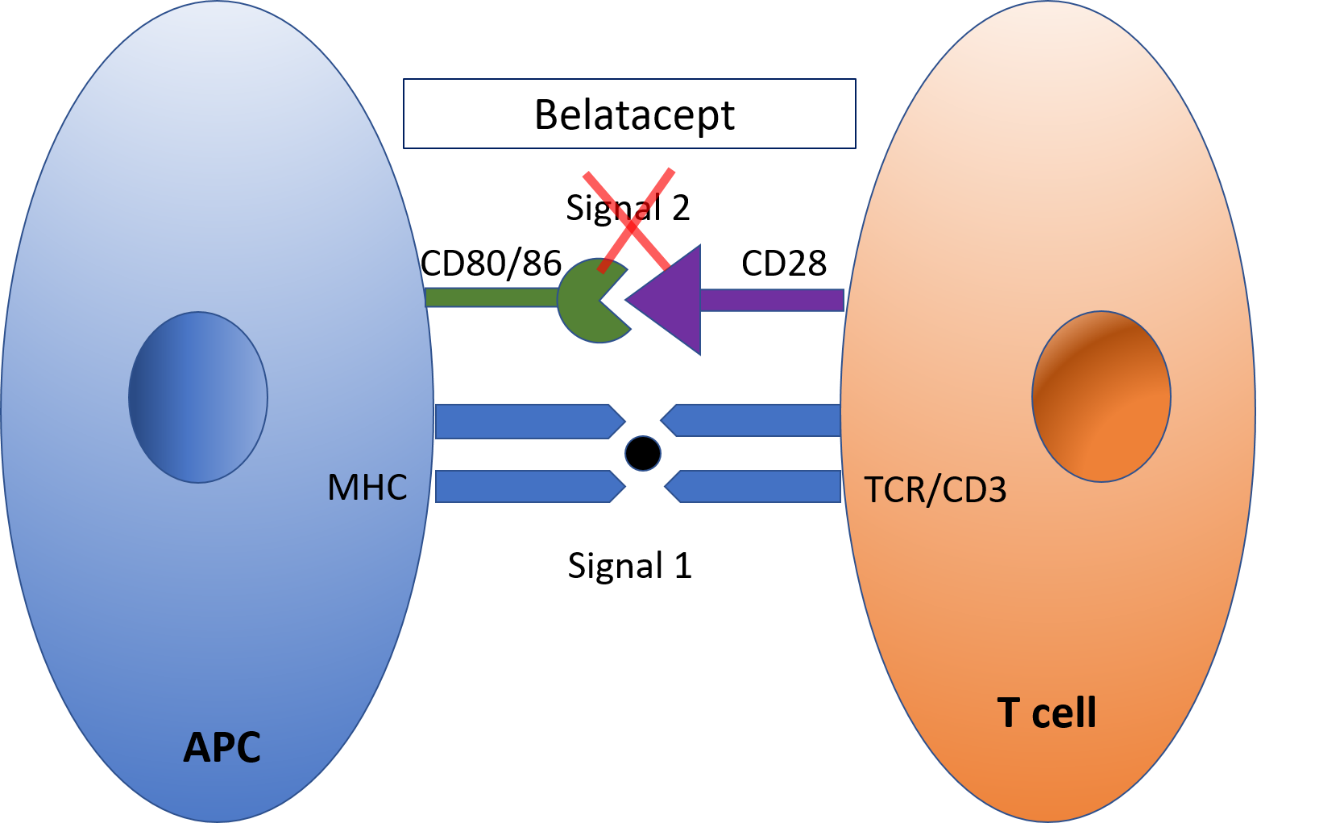 Belatacept
Signal 2
CD80/86
CD28
MHC
TCR/CD3
Signal 1
T cell
APC